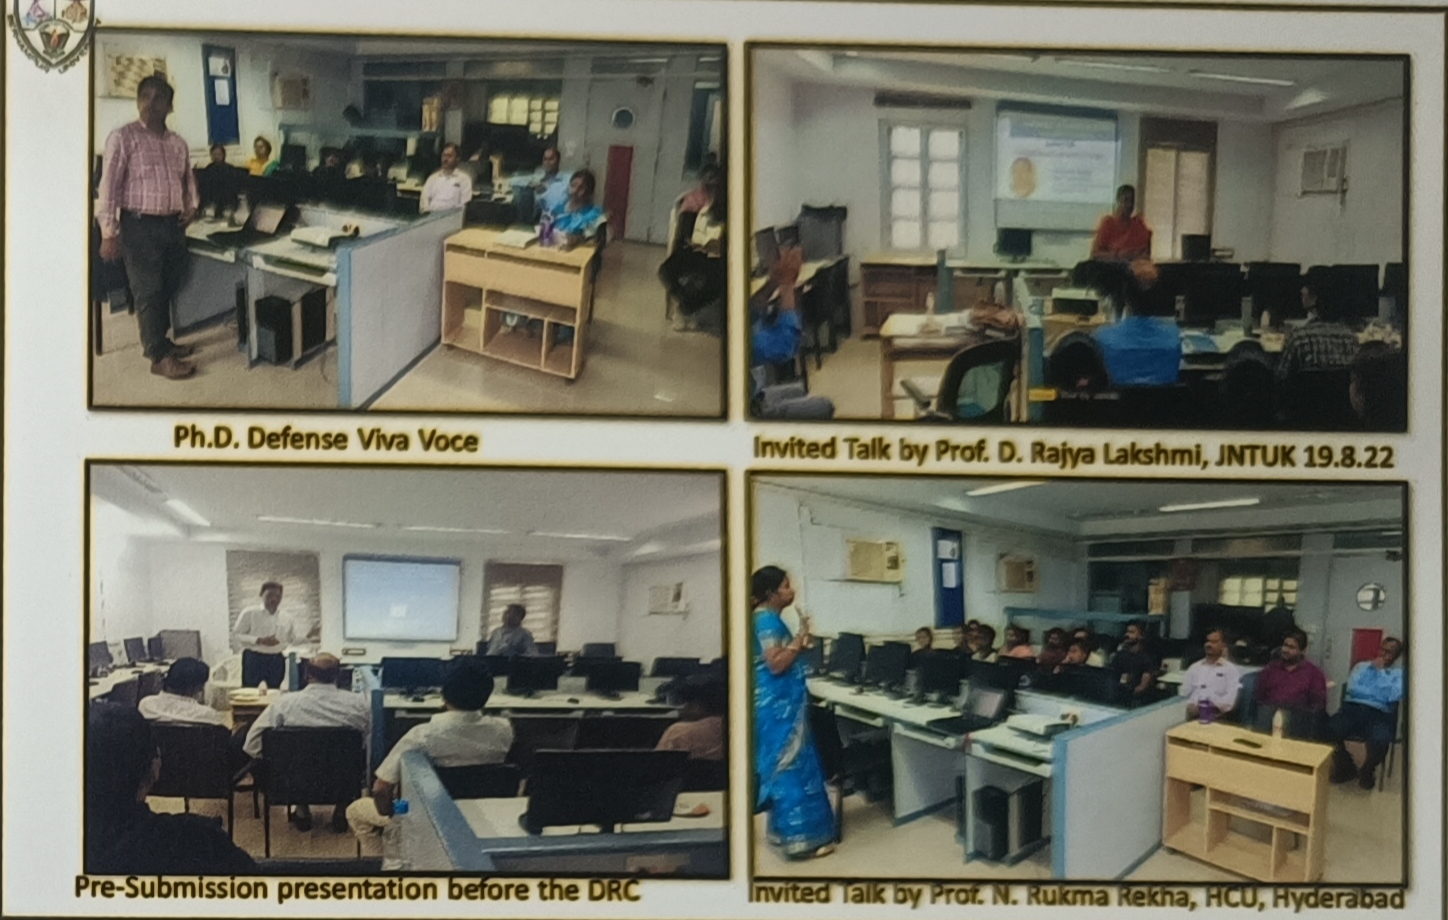 Ph.D. Defense Viva Voce
Invited Talk by Prof. D. Rajya Lakshmi, JNTUK 19.8.22
Pre-Submission presentation before the DRC
Invited Talk by Prof. N. Rukma Rekha, HCU, Hyderabad